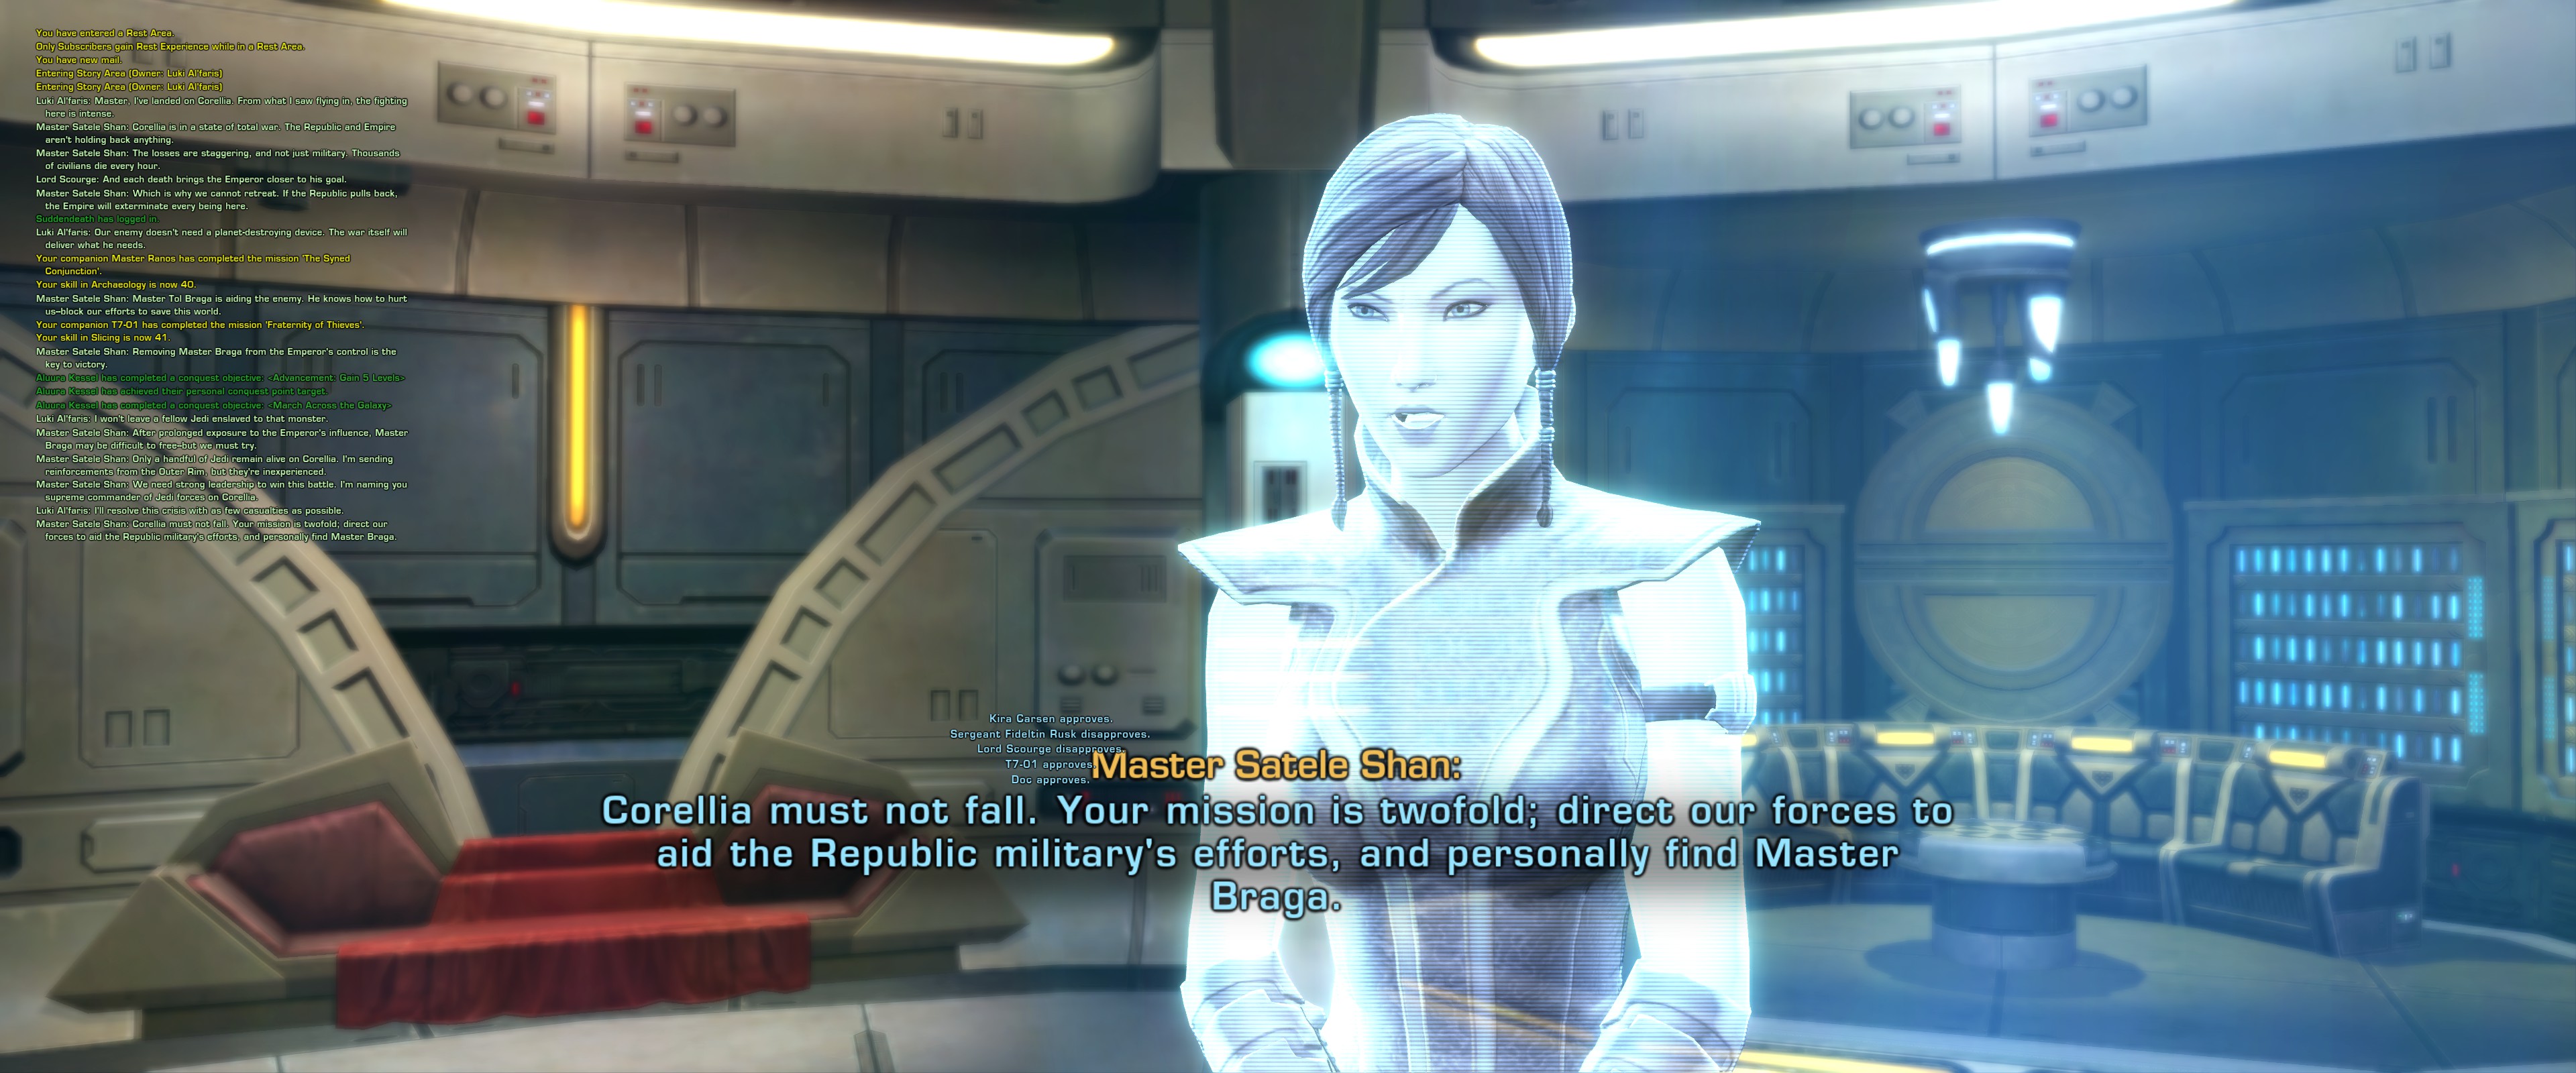 You have entered a Rest Area.
Only Subscribers gain Rest Experience while in a Rest Area.
You have new mail.
Entering Story Area (Owner: Luki Al'faris)
Entering Story Area (Owner: Luki Al'faris)
Luki Al'faris: Master, I've landed on Corellia. From what I saw flying in, the fighting
here is intense.
Master Satele Shan: Corellia is in a state of total war. The Republic and Empire
aren't holding back anything.
Master Satele Shan: The losses are staggering, and not just military. Thousands
of civilians die every hour.
Lord Scourge: And each death brings the Emperor closer to his goal.
Master Satele Shan: Which is why we cannot retreat. If the Republic pulls back,
the Empire will exterminate every being here.
Suddendeath has logged in.
Luki Al'faris: Our enemy doesn't need a planet-destroying device. The war itself will
deliver what he needs.
Your companion Master Ranos has completed the mission 'The Syned
Conjunction'.
Your skill in Archaeology is now 40.
Master Satele Shan: Master Tol Braga is aiding the enemy. He knows how to hurt
us—block our efforts to save this world.
Your companion T7-01 has completed the mission 'Fraternity of Thieves'.
Your skill in Slicing is now 41.
Master Satele Shan: Removing Master Braga from the Emperor's control is the
key to victory.
Aluura Kessel has completed a conquest objective: <Advancement: Gain 5 Levels>
Aluura Kessel has achieved their personal conquest point target.
Aluura Kessel has completed a conquest objective: <March Across the Galaxy>
Luki Al'faris: I won't leave a fellow Jedi enslaved to that monster.
Master Satele Shan: After prolonged exposure to the Emperor's influence, Master
Braga may be difficult to free—but we must try.
Master Satele Shan: Only a handful of Jedi remain alive on Corellia. I'm sending
reinforcements from the Outer Rim, but they're inexperienced.
Master Satele Shan: We need strong leadership to win this battle. I'm naming you
supreme commander of Jedi forces on Corellia.
Luki Al'faris: I'll resolve this crisis with as few casualties as possible.
Master Satele Shan: Corellia must not fall. Your mission is twofold; direct our
forces to aid the Republic military's efforts, and personally find Master Braga.
Kira Carsen approves.
Sergeant Fideltin Rusk disapproves.
Lord Scourge disapproves.
T7-01 approves.
Doc approves.
Master Satele Shan:
Corellia must not fall. Your mission is twofold; direct our forces to
aid the Republic military's efforts, and personally find Master
Braga.